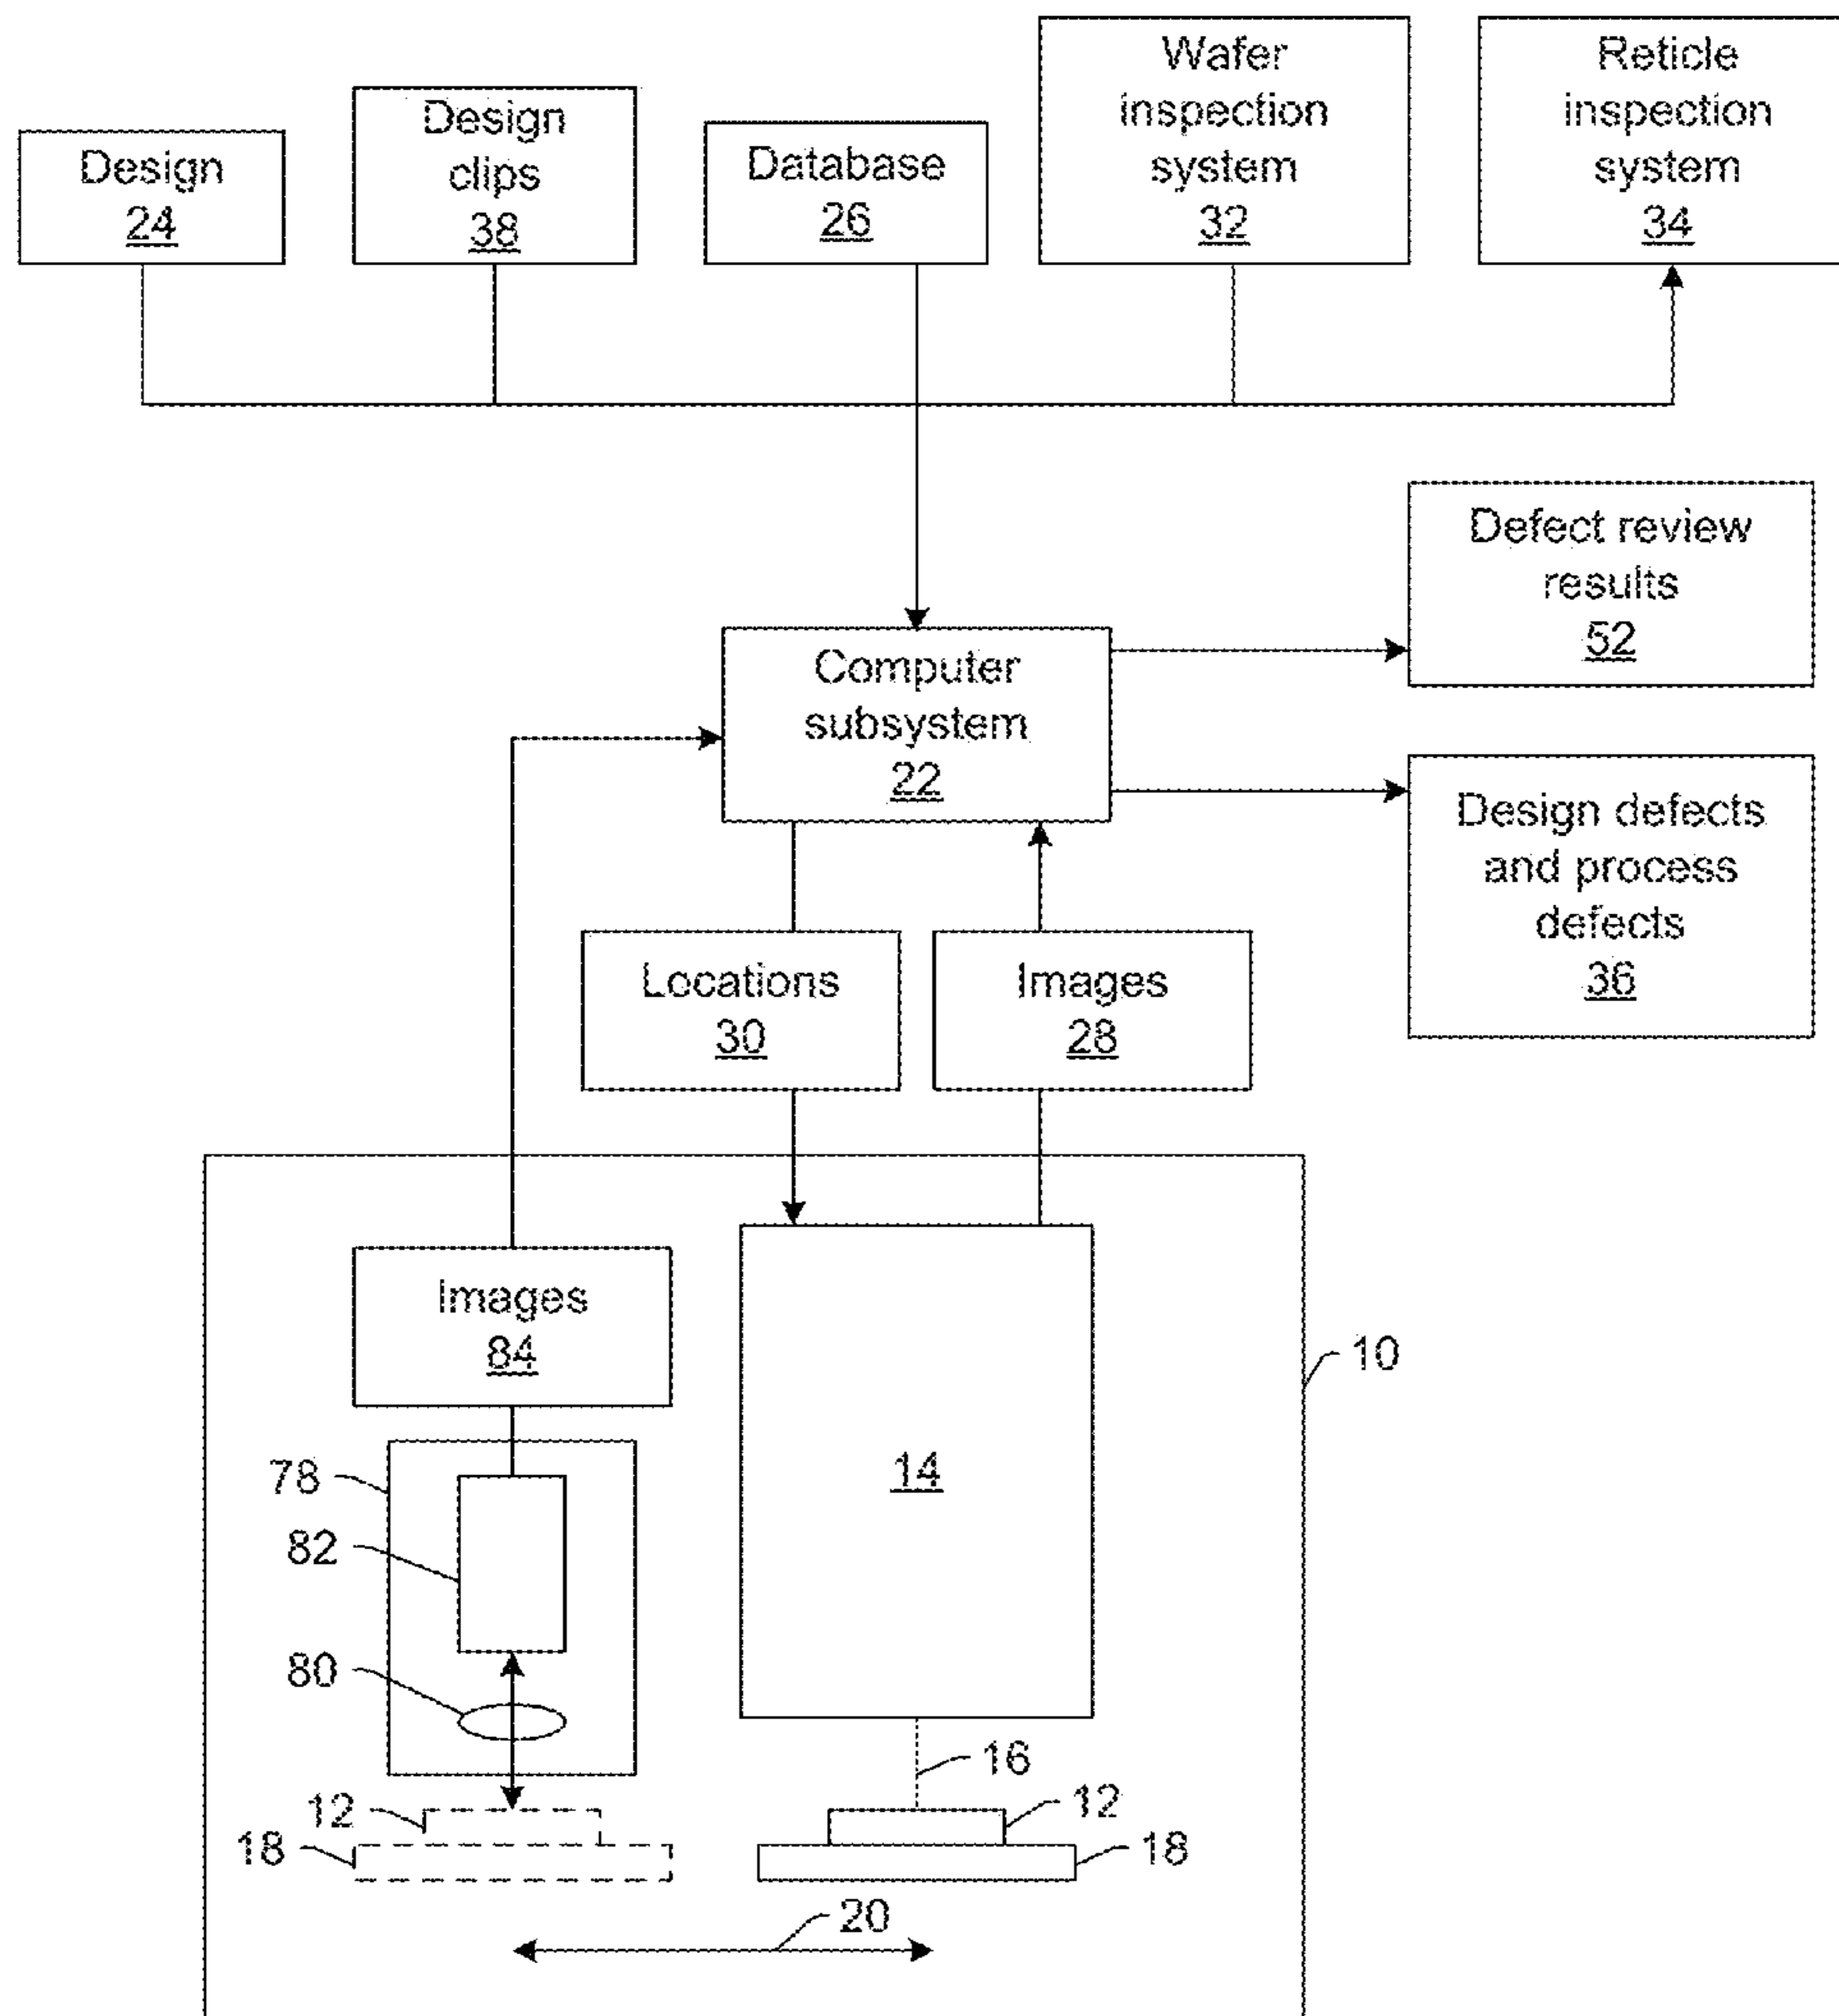 Design
24
Design
clips
38
Database
26
Wafer
inspection
system
32
Reticle
inspection
system
34
Defect review
results
52
Computer
subsystem
22
Design defects
and process
defects
36
Locations
30
Images
28
Images
84
10
14
78
82
80
16
12
12
18
18
20